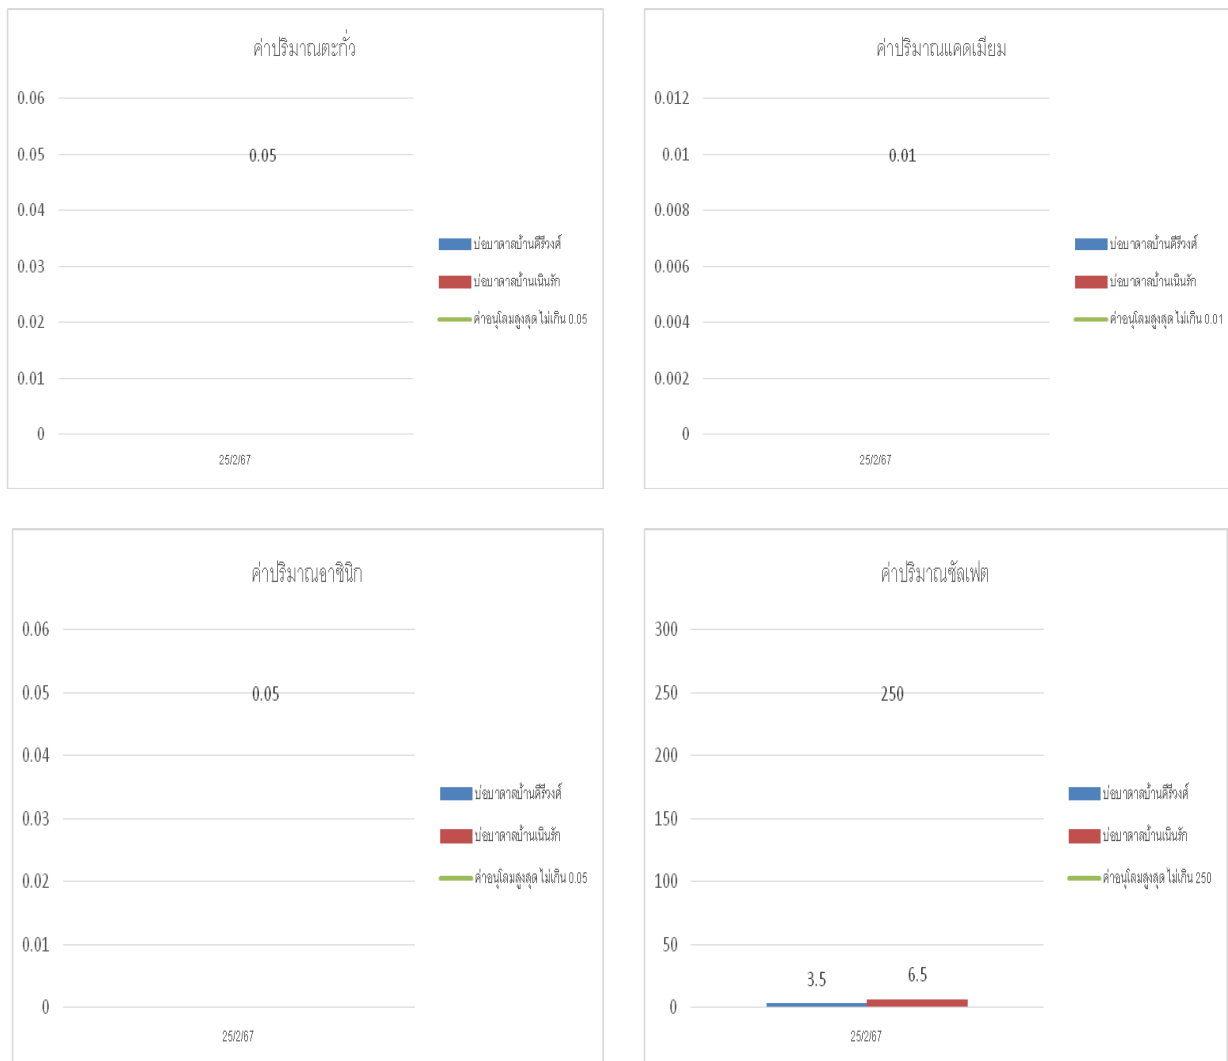 ค่าปริมาณตะกั่ว
0.06
0.05
0.05
0.04
0.03
0.02
0.01
0
25/2/67
บ่อบาดาลบ้านคีรีวงศ์
บ่อบาดาลบ้านเนินรัก
ค่าอนุโลมสูงสุด ไม่เกิน 0.05
ค่าปริมาณแคดเมียม
0.012
0.01
0.01
0.008
0.006
0.004
0.002
0
25/2/67
บ่อบาดาลบ้านคีรีวงศ์
บ่อบาดาลบ้านเนินรัก
ค่าอนุโลมสูงสุด ไม่เกิน 0.01
ค่าปริมาณอาซินิก
0.06
0.05
0.05
0.04
0.03
0.02
0.01
0
25/2/67
บ่อบาดาลบ้านคีรีวงศ์
บ่อบาดาลบ้านเนินรัก
ค่าอนุโลมสูงสุด ไม่เกิน 0.05
ค่าปริมาณซัลเฟต
300
250
250
200
150
100
50
0
3.5
6.5
25/2/67
บ่อบาดาลบ้านคีรีวงศ์
บ่อบาดาลบ้านเนินรัก
ค่าอนุโลมสูงสุด ไม่เกิน 250